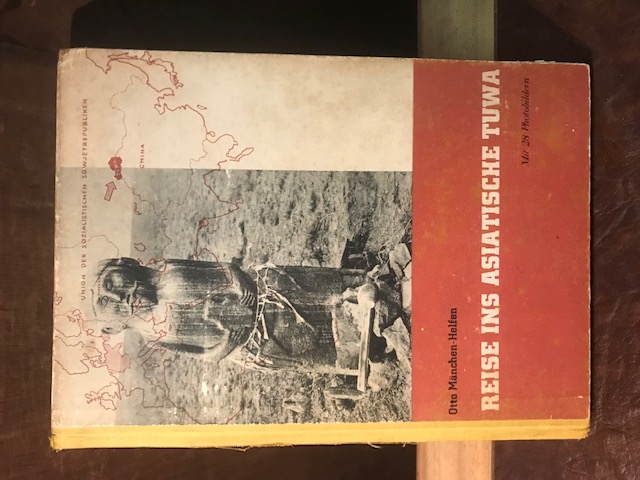 UNION DER SOZIALISTISCHEN SOWJETREPUBLIKEN
CHINA
Otto Mänchen-Helfen
REISE INS ASIATISCHE TUWA
Mit 28 Photobildern